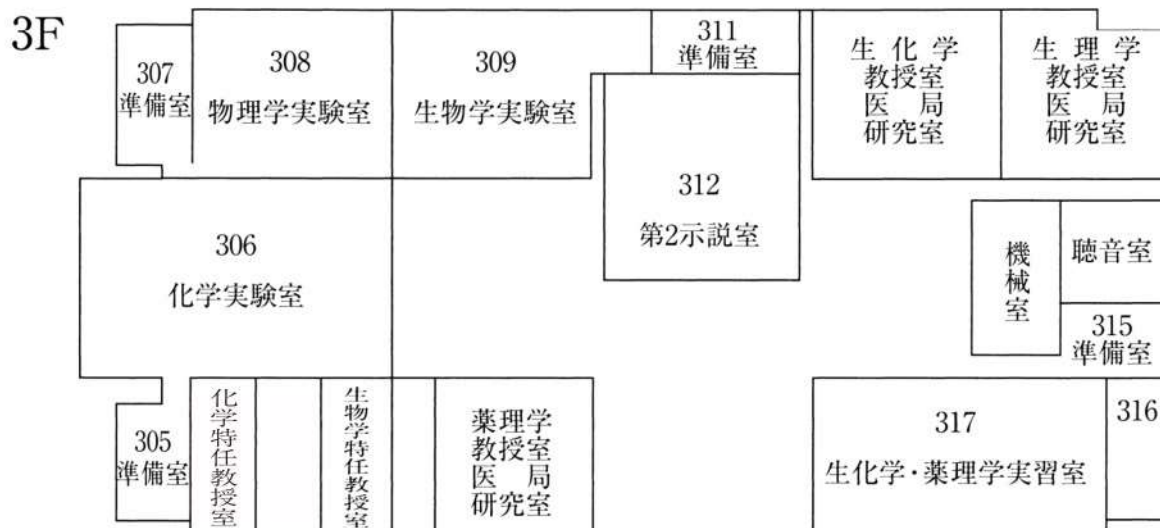 3F
307
準備室
308
物理学実験室
309
生物学実験室
311
準備室
生化学
教授室
医局
研究室
生理学
教授室
医局
研究室
312
第2示説室
306
化学実験室
機械室
聴音室
315
準備室
305
準備室
化学特任教授室
生物学特任教授室
薬理学
教授室
医局
研究室
317
生化学・薬理学実習室
316